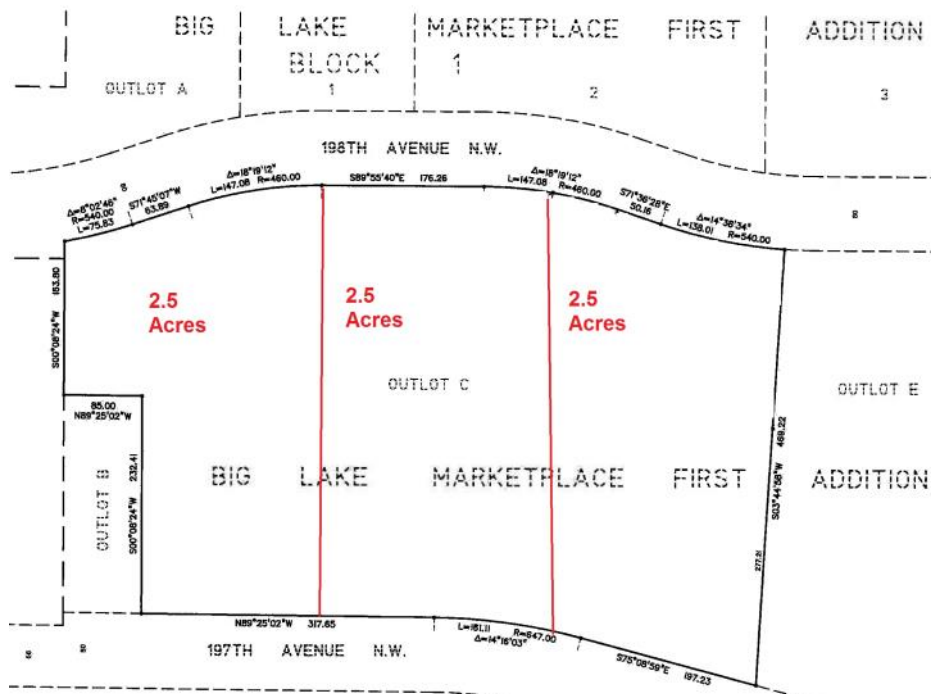 BIG LAKE MARKETPLACE FIRST ADDITION
BLOCK 1
OUTLOT A
1
2
3
198TH AVENUE N.W.
Δ=8°02'46"
R=540.00
L=75.83
S71°45'07"W
63.89
Δ=18°19'12"
L=147.08 R=460.00
S89°55'40"E 176.26
Δ=18°19'12"
L=147.08 R=460.00
S71°36'28"E
50.16
Δ=14°38'34"
L=138.01 R=540.00
S00°08'24"W 153.80
2.5
Acres
2.5
Acres
2.5
Acres
OUTLOT C
OUTLOT E
85.00
N89°25'02"W
OUTLOT B
S00°08'24"W 232.41
BIG LAKE MARKETPLACE FIRST ADDITION
S03°44'58"W 469.22
277.21
N89°25'02"W 317.65
L=161.11 R=647.00
Δ=14°16'03"
S75°08'59"E 197.23
197TH AVENUE N.W.